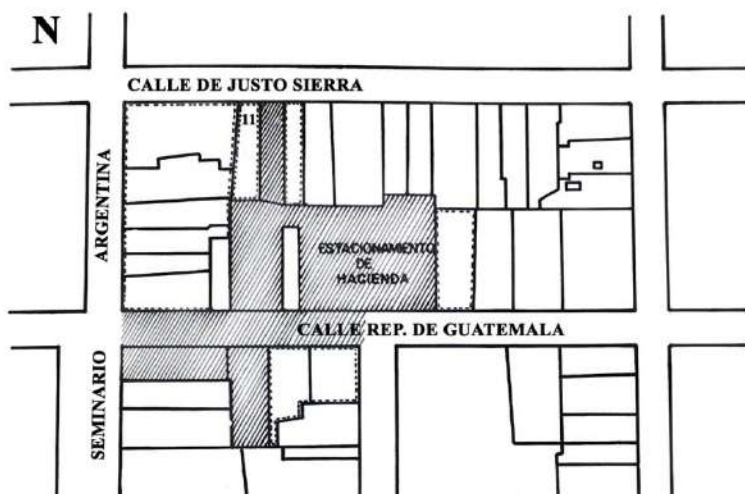 N
CALLE DE JUSTO SIERRA
11
ARGENTINA
ESTACIONAMIENTO
DE
HACIENDA
CALLE REP. DE GUATEMALA
SEMINARIO